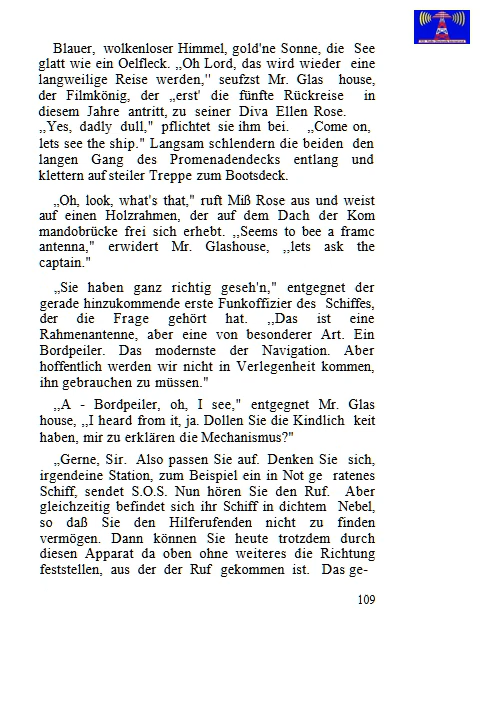 Blauer, wolkenloser Himmel, gold'ne Sonne, die See
glatt wie ein Oelfleck. ,,Oh Lord, das wird wieder eine
langweilige Reise werden," seufzst Mr. Glas house,
der Filmkönig, der „erst' die fünfte Rückreise in
diesem Jahre antritt, zu seiner Diva Ellen Rose.
,,Yes, dadly dull," pflichtet sie ihm bei. ,,Come on,
lets see the ship." Langsam schlendern die beiden den
langen Gang des Promenadendecks entlang und
klettern auf steiler Treppe zum Bootsdeck.
„Oh, look, what's that," ruft Miß Rose aus und weist
auf einen Holzrahmen, der auf dem Dach der Kom
mandobrücke frei sich erhebt. ,,Seems to bee a framc
antenna," erwidert Mr. Glashouse, ,,lets ask the
captain."
„Sie haben ganz richtig geseh'n," entgegnet der
gerade hinzukommende erste Funkoffizier des Schiffes,
der die Frage gehört hat. ,,Das ist eine
Rahmenantenne, aber eine von besonderer Art. Ein
Bordpeiler. Das modernste der Navigation. Aber
hoffentlich werden wir nicht in Verlegenheit kommen,
ihn gebrauchen zu müssen."
,,A - Bordpeiler, oh, I see," entgegnet Mr. Glas
house, ,,I heard from it, ja. Dollen Sie die Kindlich keit
haben, mir zu erklären die Mechanismus?"
„Gerne, Sir. Also passen Sie auf. Denken Sie sich,
irgendeine Station, zum Beispiel ein in Not ge ratenes
Schiff, sendet S.O.S. Nun hören Sie den Ruf. Aber
gleichzeitig befindet sich ihr Schiff in dichtem Nebel,
so daß Sie den Hilferufenden nicht zu finden
vermögen. Dann können Sie heute trotzdem durch
diesen Apparat da oben ohne weiteres die Richtung
feststellen, aus der der Ruf gekommen ist. Das ge-
109